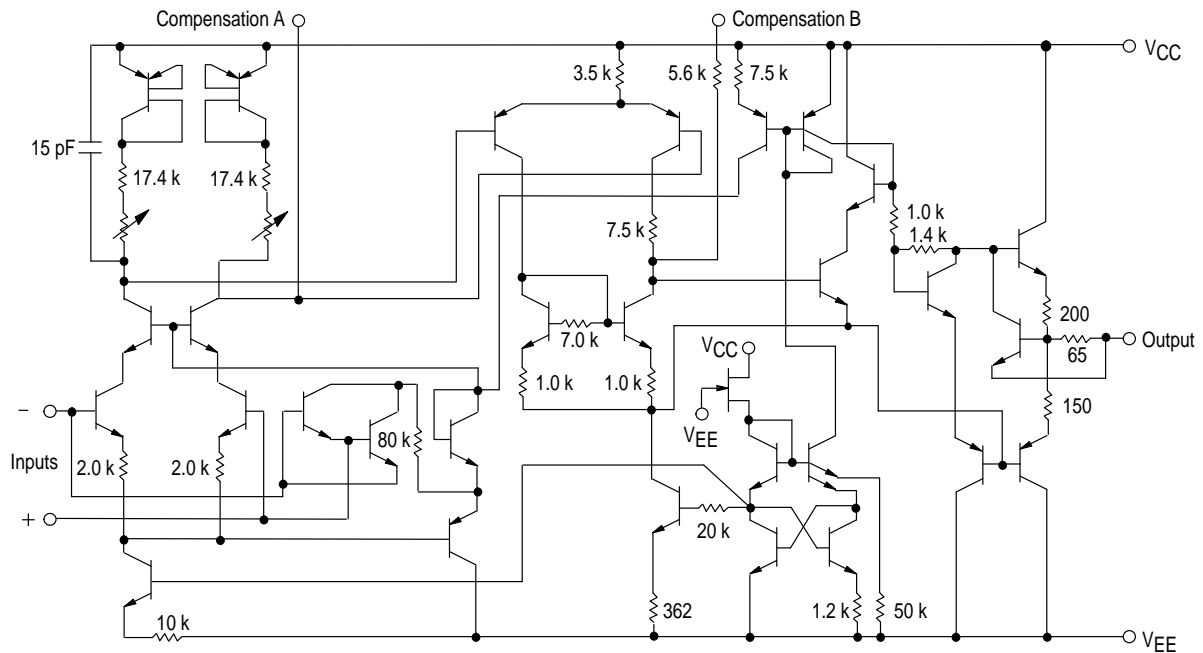 Compensation A
Compensation B
VCC
3.5 k
5.6 k
7.5 k
15 pF
17.4 k
17.4 k
1.0 k
7.5 k
1.4 k
200
7.0 k
VCC
65
Output
1.0 k
1.0 k
−
150
VEE
80 k
Inputs
2.0 k
2.0 k
+
20 k
10 k
362
1.2 k
50 k
VEE